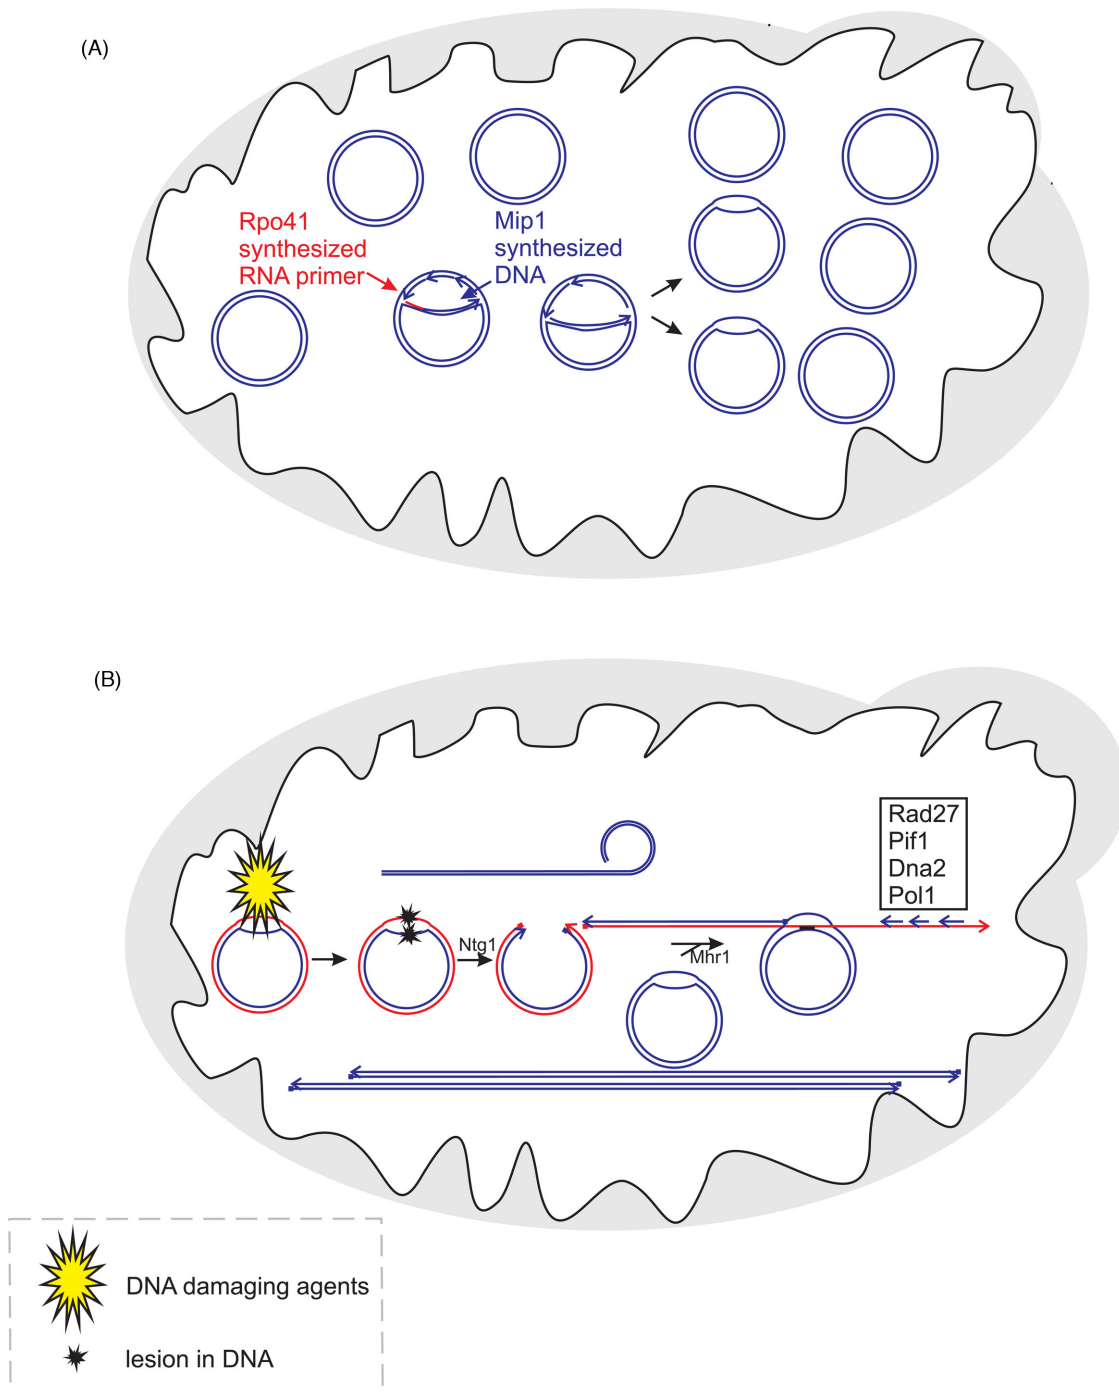 (A)
Rpo41
synthesized
RNA primer
Mip1
synthesized
DNA
(B)
Rad27
Pif1
Dna2
Pol1
Ntg1
Mhr1
DNA damaging agents
lesion in DNA